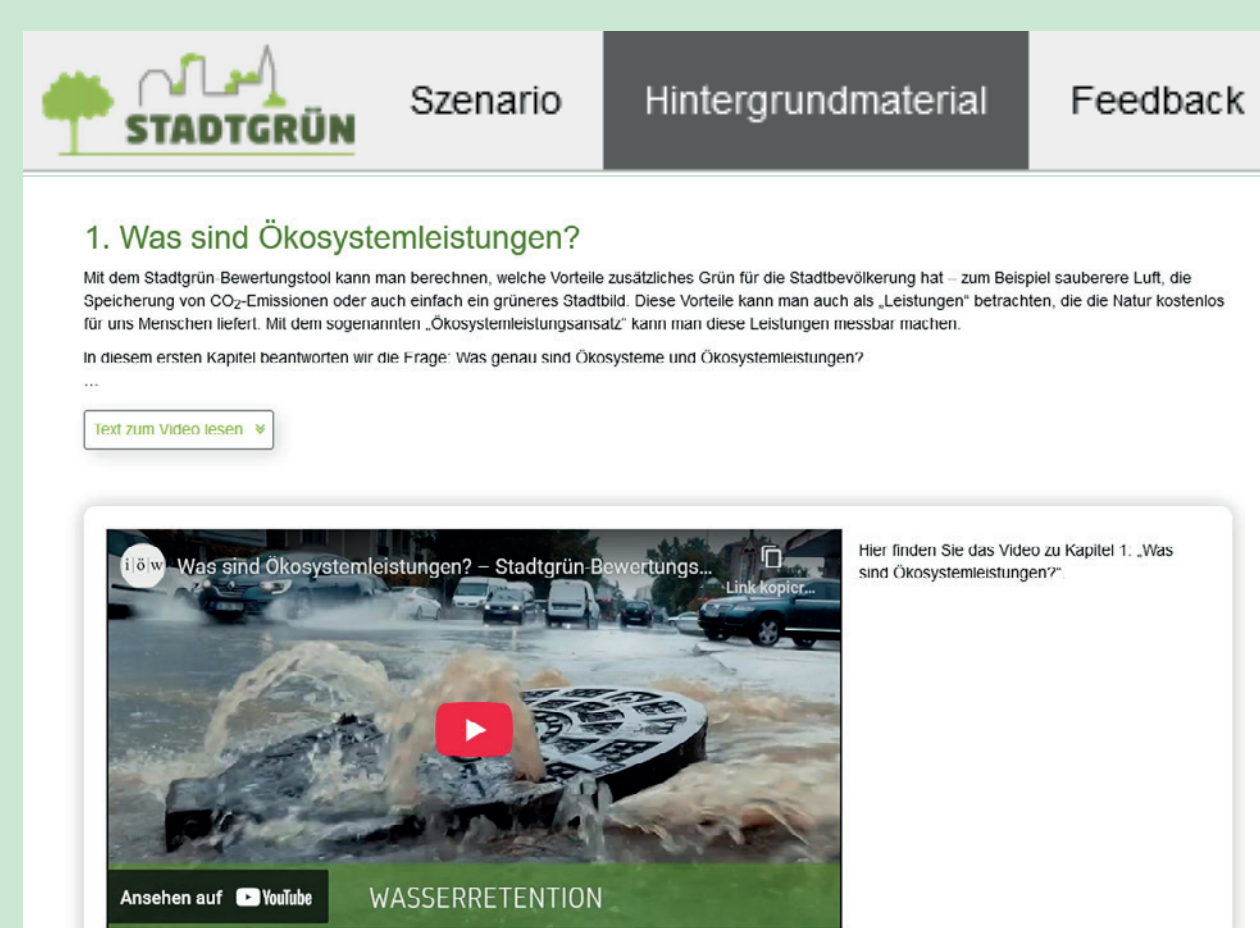 STADTGRÜN
Szenario
Hintergrundmaterial
Feedback
1. Was sind Ökosystemleistungen?
Mit dem Stadtgrün-Bewertungstool kann man berechnen, welche Vorteile zusätzliches Grün für die Stadtbevölkerung hat – zum Beispiel sauberere Luft, die
Speicherung von CO₂-Emissionen oder auch einfach ein grüneres Stadtbild. Diese Vorteile kann man auch als „Leistungen“ betrachten, die die Natur kostenlos
für uns Menschen liefert. Mit dem sogenannten „Ökosystemleistungsansatz“ kann man diese Leistungen messbar machen.
In diesem ersten Kapitel beantworten wir die Frage: Was genau sind Ökosysteme und Ökosystemleistungen?
...
Text zum Video lesen
i|ö|w
Was sind Ökosystemleistungen? – Stadtgrün-Bewertungs...
Link kopier...
Hier finden Sie das Video zu Kapitel 1: „Was
sind Ökosystemleistungen?“.
Ansehen auf YouTube
WASSERRETENTION